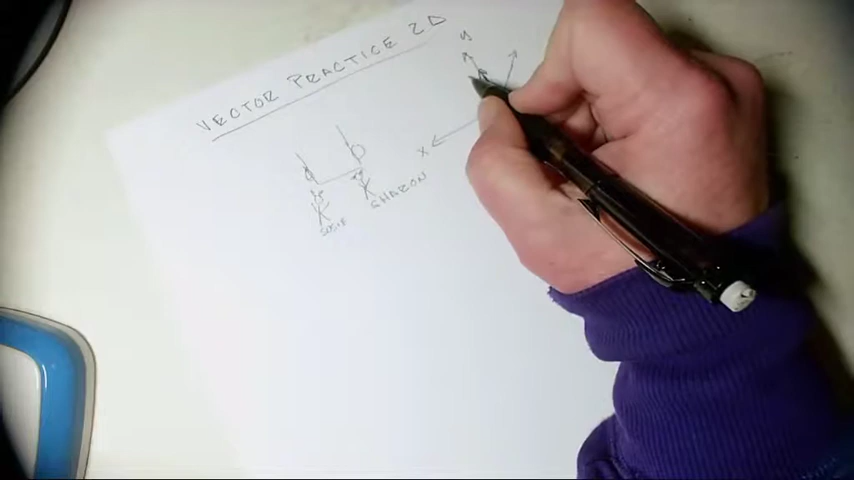 VECTOR PRACTICE 2D
y
x
SUSIE
SHARON